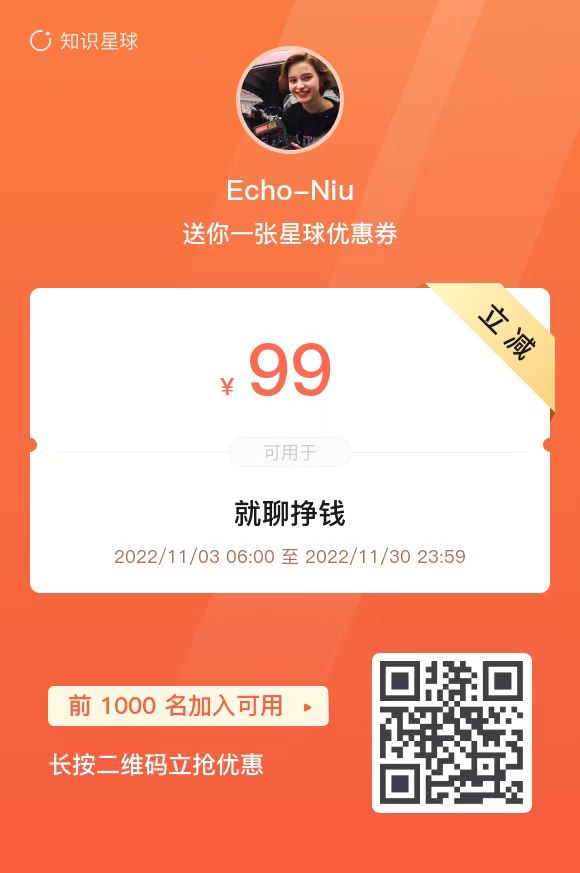 知识星球
Echo-Niu
送你一张星球优惠券
立减
¥ 99
可用于
就聊挣钱
2022/11/03 06:00 至 2022/11/30 23:59
前 1000 名加入可用
长按二维码立抢优惠